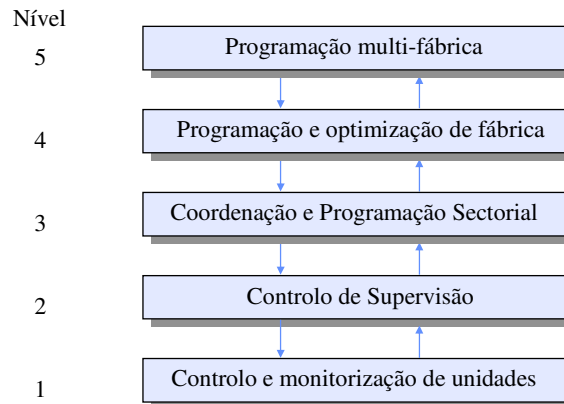 Nível
5 Programação multi-fábrica
4 Programação e optimização de fábrica
3 Coordenação e Programação Sectorial
2 Controlo de Supervisão
1 Controlo e monitorização de unidades